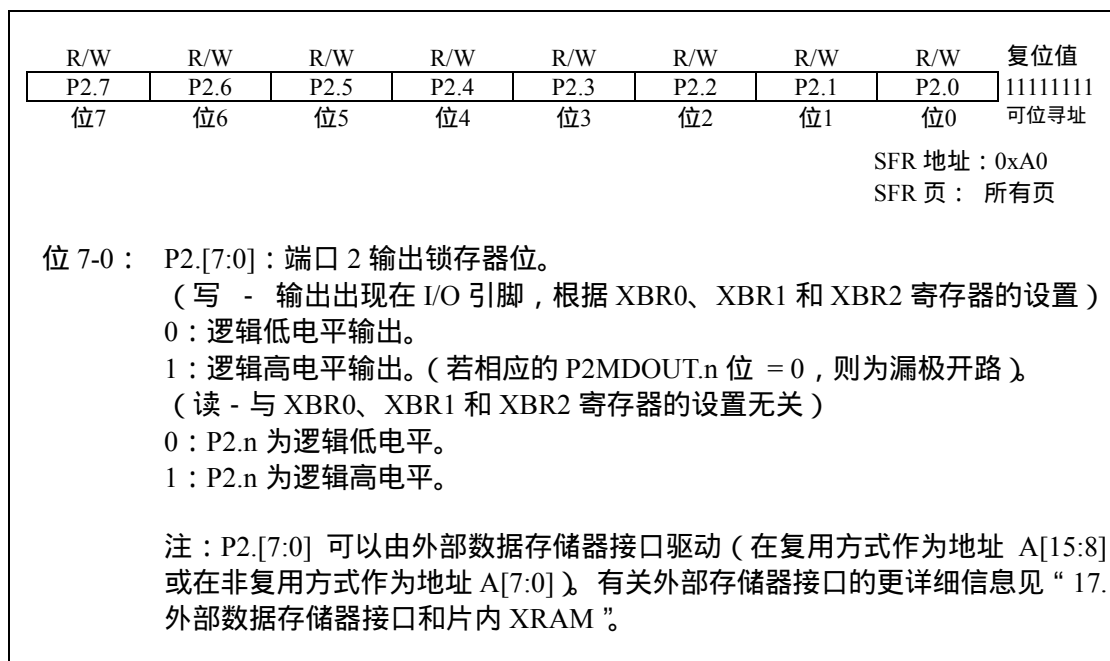 R/W R/W R/W R/W R/W R/W R/W R/W 复位值
P2.7 P2.6 P2.5 P2.4 P2.3 P2.2 P2.1 P2.0 11111111
位7 位6 位5 位4 位3 位2 位1 位0 可位寻址
SFR 地址：0xA0
SFR 页： 所有页
位 7-0： P2.[7:0]：端口 2 输出锁存器位。
（写 - 输出出现在 I/O 引脚，根据 XBR0、XBR1 和 XBR2 寄存器的设置）
0：逻辑低电平输出。
1：逻辑高电平输出。（若相应的 P2MDOUT.n 位 = 0，则为漏极开路）。
（读 - 与 XBR0、XBR1 和 XBR2 寄存器的设置无关）
0：P2.n 为逻辑低电平。
1：P2.n 为逻辑高电平。
注：P2.[7:0] 可以由外部数据存储器接口驱动（在复用方式作为地址 A[15:8]
或在非复用方式作为地址 A[7:0]）。有关外部存储器接口的更详细信息见“17.
外部数据存储器接口和片内 XRAM”。